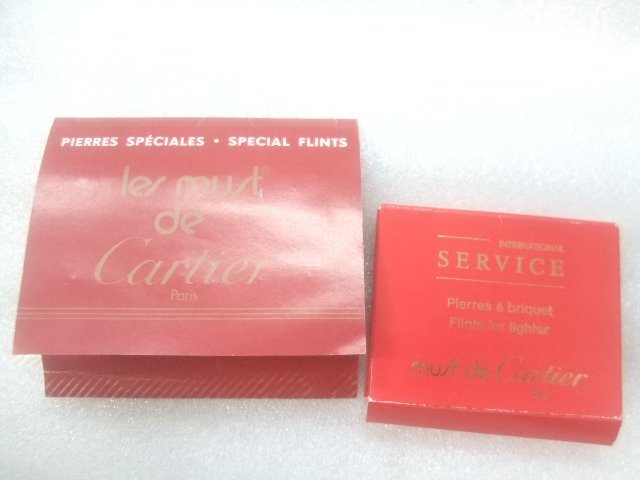 PIERRES SPÉCIALES • SPECIAL FLINTS
les must®
de
Cartier
Paris
INTERNATIONAL
SERVICE
Pierres à briquet
Flints for lighter
must de Cartier
Paris